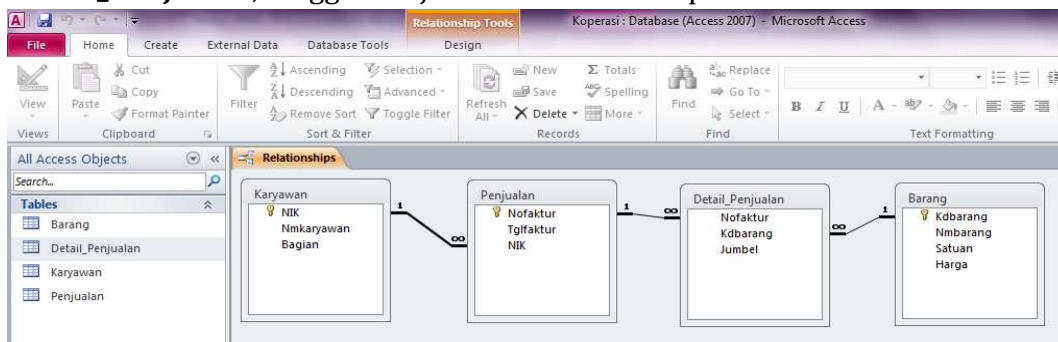 Relationship Tools
Koperasi : Database (Access 2007) - Microsoft Access
File Home Create External Data Database Tools Design
View
Views
Paste
Cut
Copy
Format Painter
Clipboard
Filter
Ascending
Descending
Remove Sort
Selection
Advanced
Toggle Filter
Sort & Filter
Refresh
All
New
Save
Delete
Totals
Spelling
More
Records
Find
Replace
Go To
Select
Find
B I U A
Text Formatting
All Access Objects
Search...
Tables
Barang
Detail_Penjualan
Karyawan
Penjualan
Relationships
Karyawan
NIK
Nmkaryawan
Bagian
1
∞
Penjualan
Nofaktur
Tglfaktur
NIK
1
∞
Detail_Penjualan
Nofaktur
Kdbarang
Jumbel
∞
1
Barang
Kdbarang
Nmbarang
Satuan
Harga